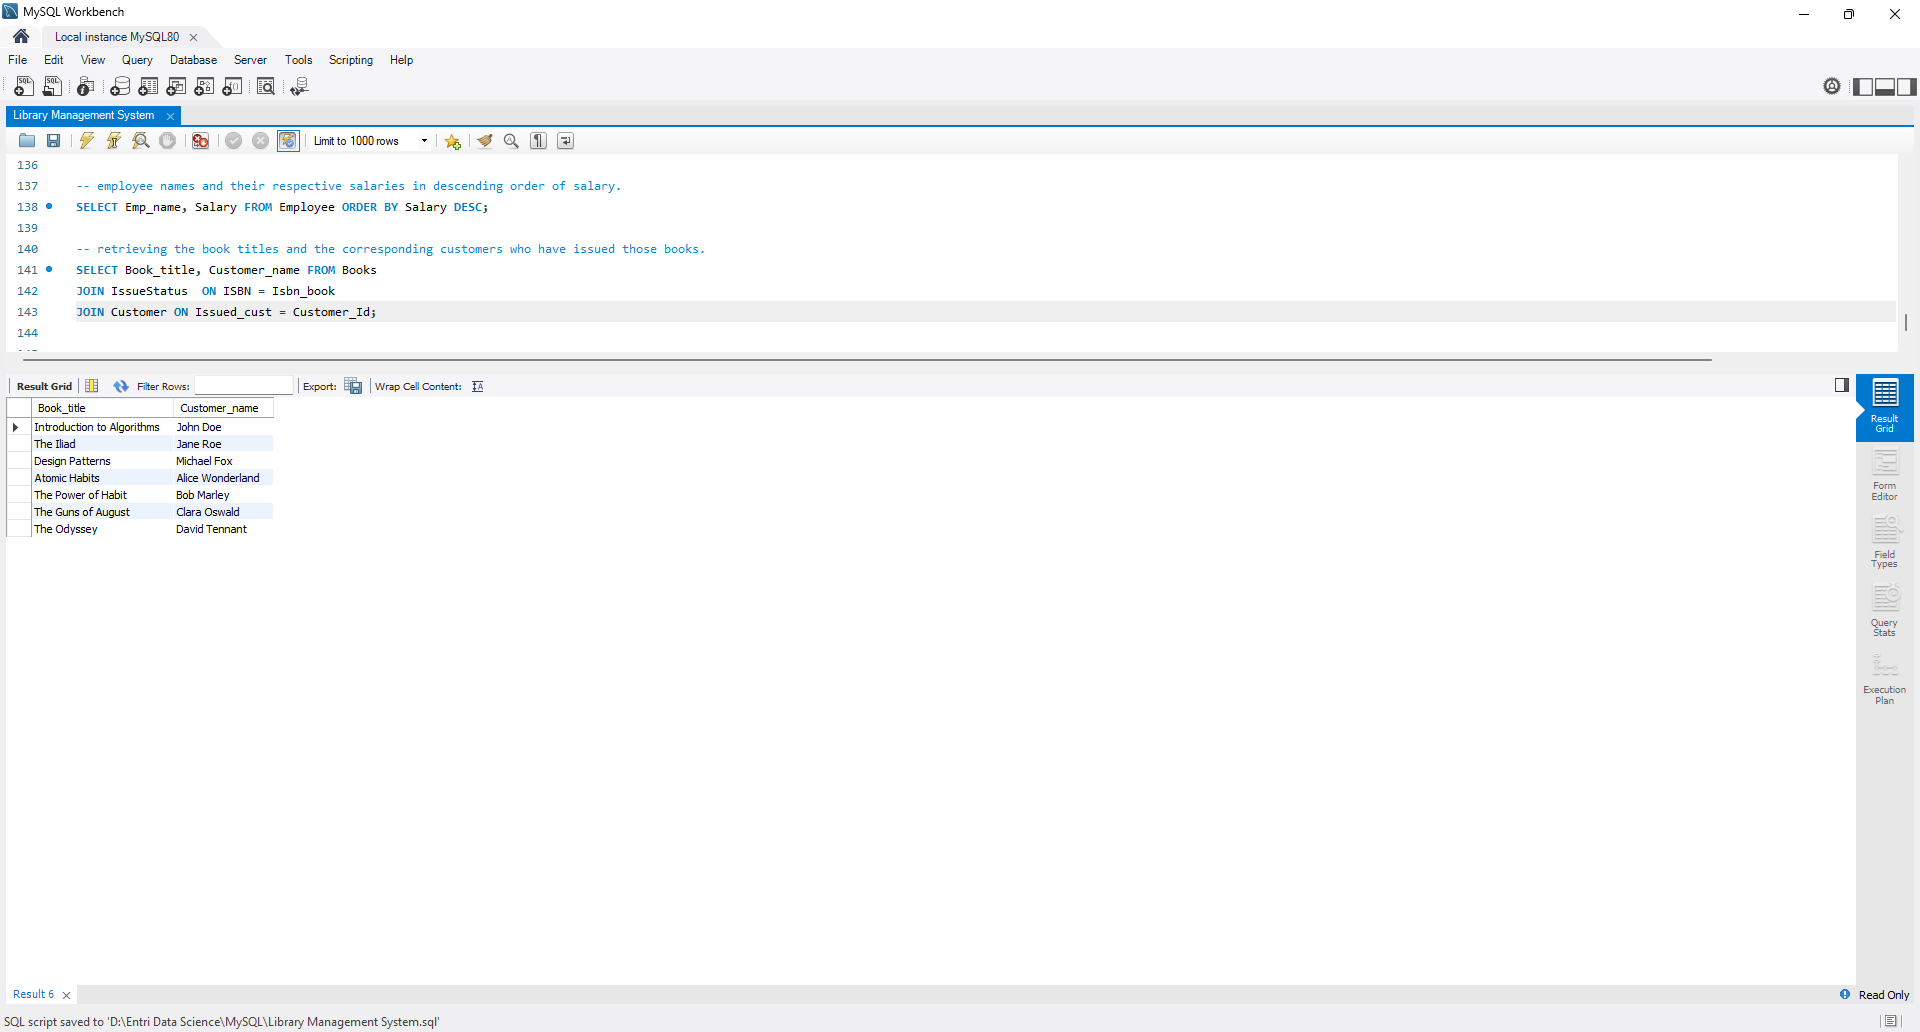 MySQL Workbench
Local instance MySQL80
File Edit View Query Database Server Tools Scripting Help
Library Management System
Limit to 1000 rows
136
137 -- employee names and their respective salaries in descending order of salary.
138 SELECT Emp_name, Salary FROM Employee ORDER BY Salary DESC;
139
140 -- retrieving the book titles and the corresponding customers who have issued those books.
141 SELECT Book_title, Customer_name FROM Books
142 JOIN IssueStatus  ON ISBN = Isbn_book
143 JOIN Customer ON Issued_cust = Customer_Id;
144
Result Grid Filter Rows: Export: Wrap Cell Content:
Book_title Customer_name
Introduction to Algorithms John Doe
The Iliad Jane Roe
Design Patterns Michael Fox
Atomic Habits Alice Wonderland
The Power of Habit Bob Marley
The Guns of August Clara Oswald
The Odyssey David Tennant
Result
Grid
Form
Editor
Field
Types
Query
Stats
Execution
Plan
Result 6
Read Only
SQL script saved to 'D:\Entri Data Science\MySQL\Library Management System.sql'